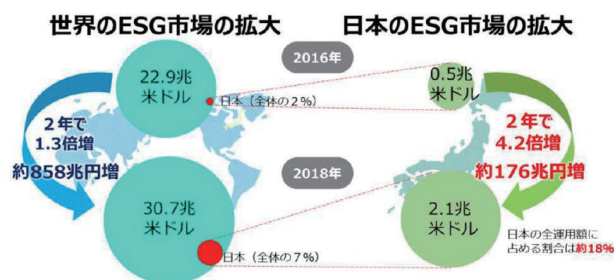 世界のESG市場の拡大
日本のESG市場の拡大
2016年
22.9兆
米ドル
日本（全体の２％）
0.5兆
米ドル
２年で
1.3倍増
約858兆円増
２年で
4.2倍増
約176兆円増
2018年
30.7兆
米ドル
日本（全体の７％）
2.1兆
米ドル
日本の全運用額に
占める割合は約18%